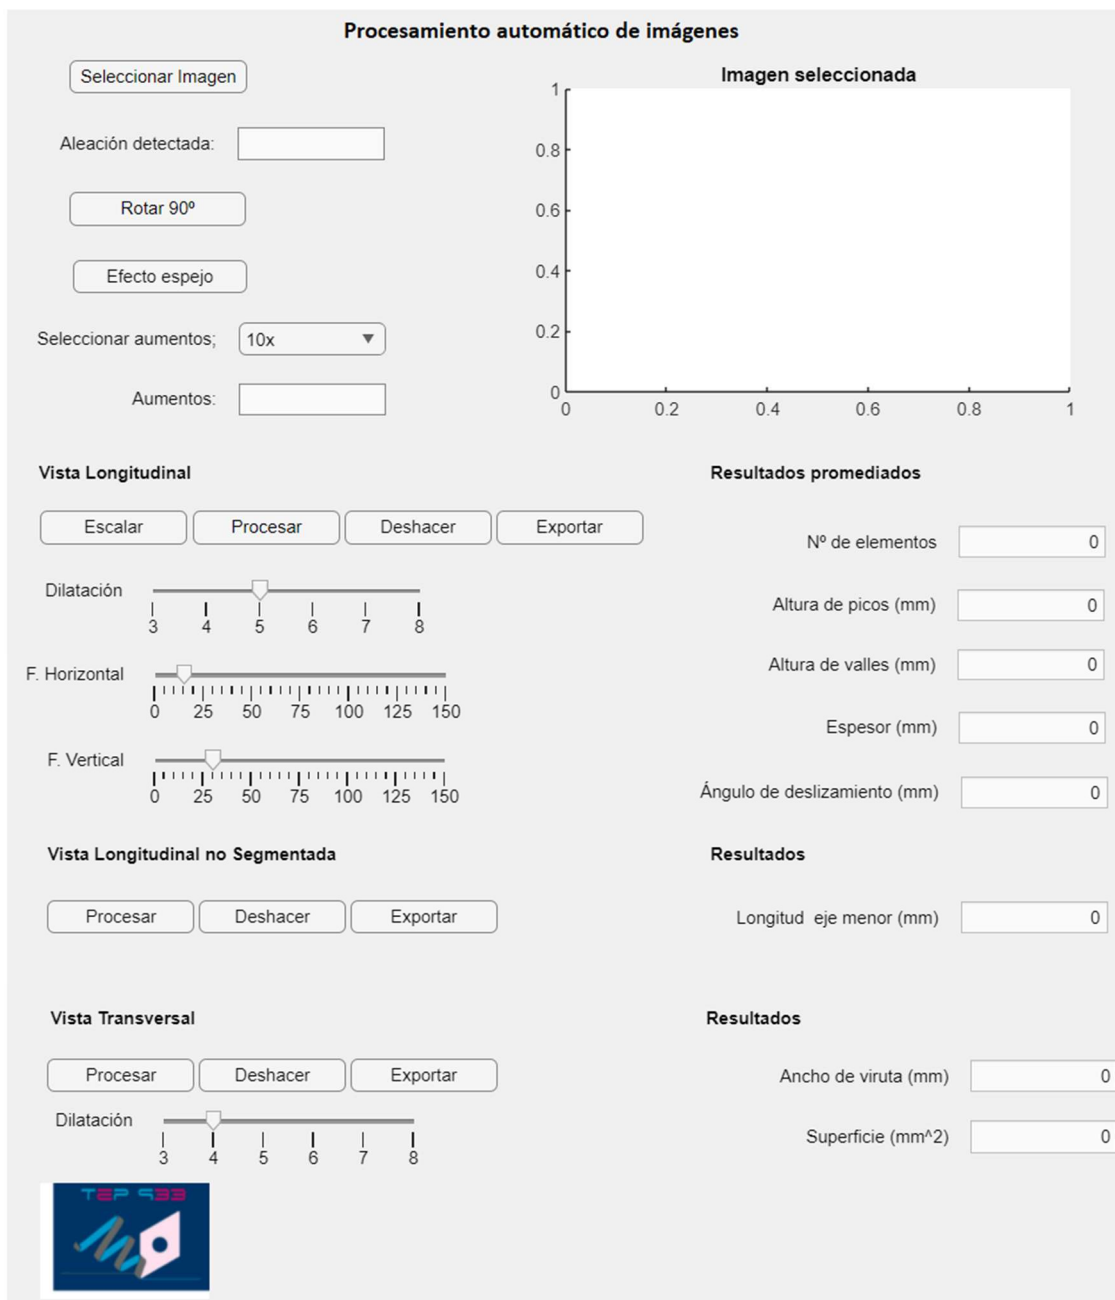 Procesamiento automático de imágenes
Seleccionar Imagen
Aleación detectada:
Rotar 90º
Efecto espejo
Seleccionar aumentos;
10x
Aumentos:
Imagen seleccionada
1
0.8
0.6
0.4
0.2
0
0 0.2 0.4 0.6 0.8 1
Vista Longitudinal
Escalar Procesar Deshacer Exportar
Dilatación
3 4 5 6 7 8
F. Horizontal
0 25 50 75 100 125 150
F. Vertical
0 25 50 75 100 125 150
Resultados promediados
Nº de elementos 0
Altura de picos (mm) 0
Altura de valles (mm) 0
Espesor (mm) 0
Ángulo de deslizamiento (mm) 0
Vista Longitudinal no Segmentada
Procesar Deshacer Exportar
Resultados
Longitud eje menor (mm) 0
Vista Transversal
Procesar Deshacer Exportar
Dilatación
3 4 5 6 7 8
Resultados
Ancho de viruta (mm) 0
Superficie (mm^2) 0
TEP 933